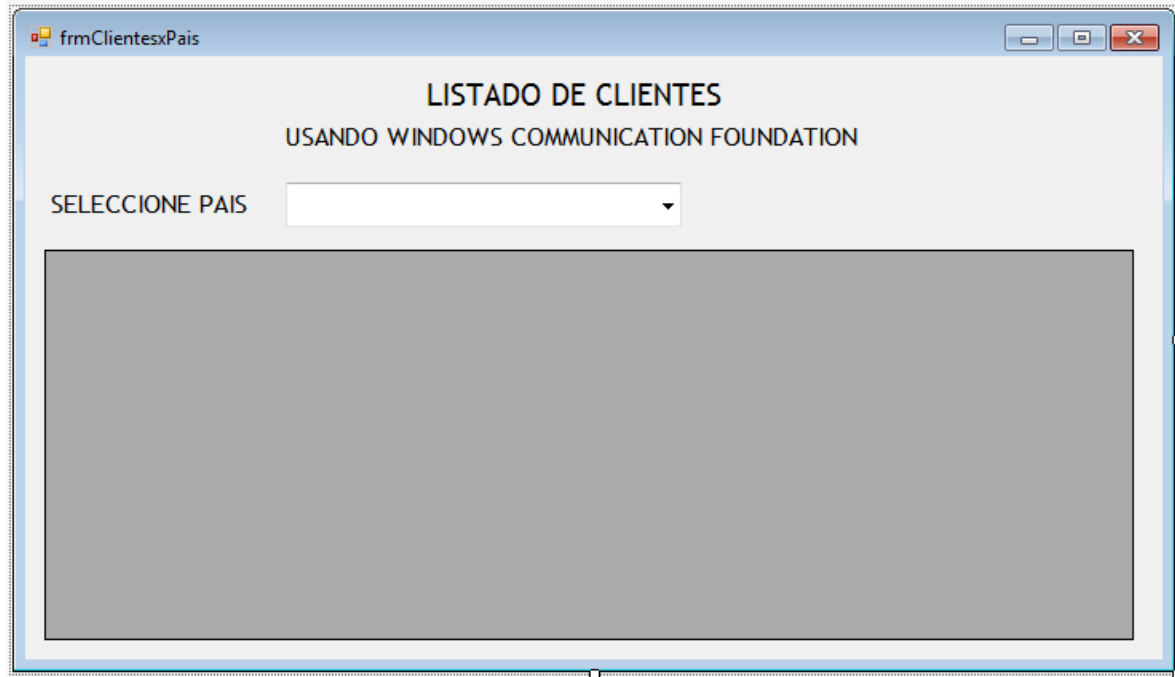 frmClientesxPais
LISTADO DE CLIENTES
USANDO WINDOWS COMMUNICATION FOUNDATION
SELECCIONE PAIS